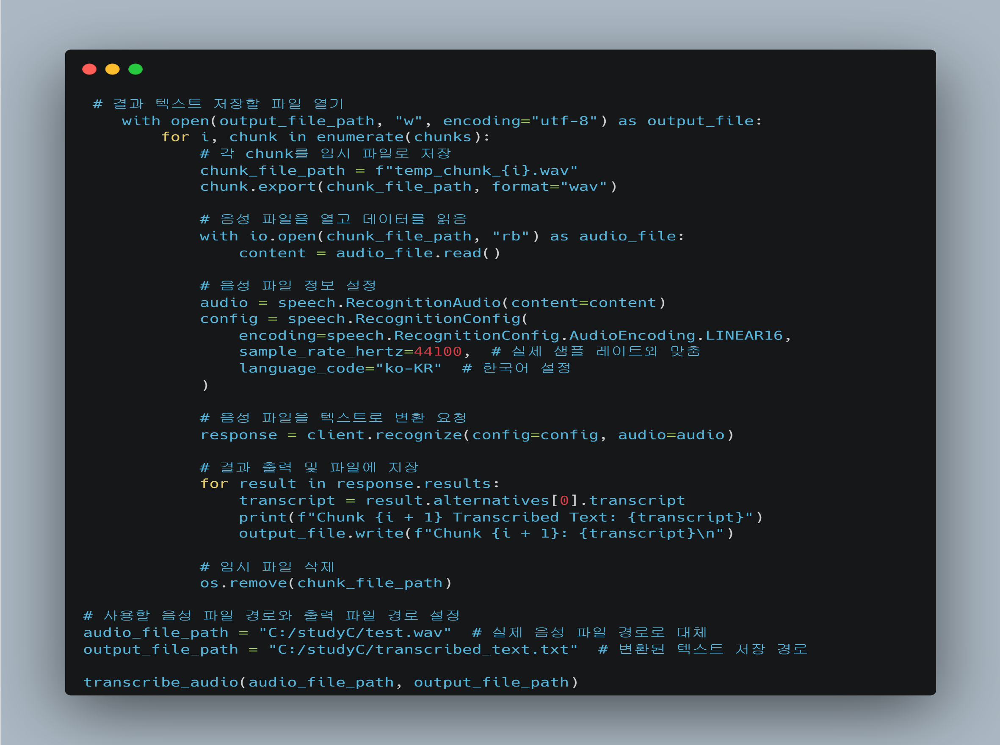 # 결과 텍스트 저장할 파일 열기
with open(output_file_path, "w", encoding="utf-8") as output_file:
for i, chunk in enumerate(chunks):
# 각 chunk를 임시 파일로 저장
chunk_file_path = f"temp_chunk_{i}.wav"
chunk.export(chunk_file_path, format="wav")
# 음성 파일을 열고 데이터를 읽음
with io.open(chunk_file_path, "rb") as audio_file:
content = audio_file.read()
# 음성 파일 정보 설정
audio = speech.RecognitionAudio(content=content)
config = speech.RecognitionConfig(
encoding=speech.RecognitionConfig.AudioEncoding.LINEAR16,
sample_rate_hertz=44100,  # 실제 샘플 레이트와 맞춤
language_code="ko-KR"  # 한국어 설정
)
# 음성 파일을 텍스트로 변환 요청
response = client.recognize(config=config, audio=audio)
# 결과 출력 및 파일에 저장
for result in response.results:
transcript = result.alternatives[0].transcript
print(f"Chunk {i + 1} Transcribed Text: {transcript}")
output_file.write(f"Chunk {i + 1}: {transcript}\n")
# 임시 파일 삭제
os.remove(chunk_file_path)
# 사용할 음성 파일 경로와 출력 파일 경로 설정
audio_file_path = "C:/studyC/test.wav"  # 실제 음성 파일 경로로 대체
output_file_path = "C:/studyC/transcribed_text.txt"  # 변환된 텍스트 저장 경로
transcribe_audio(audio_file_path, output_file_path)